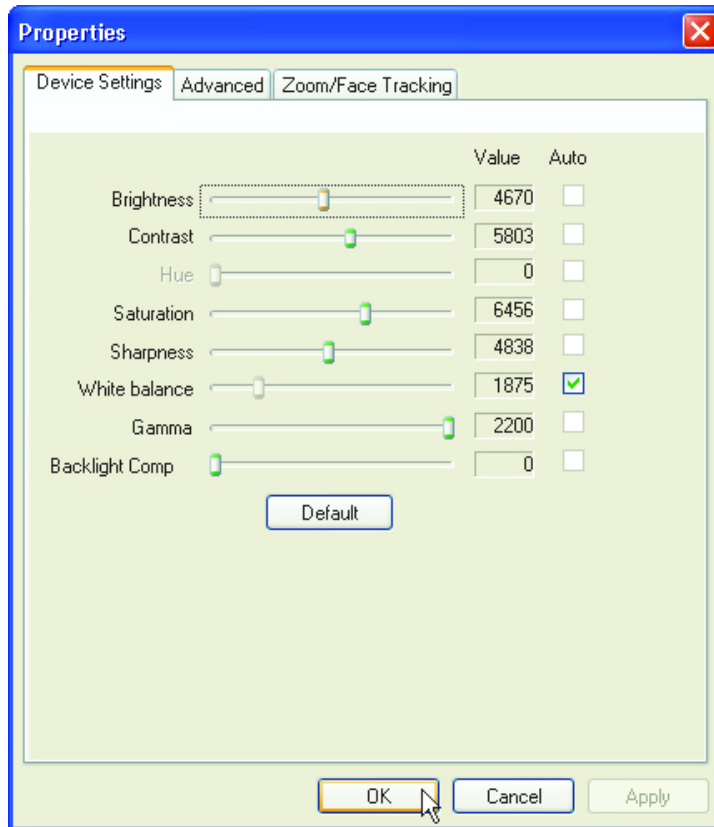 Properties
Device Settings Advanced Zoom/Face Tracking
Value Auto
Brightness 4670
Contrast 5803
Hue 0
Saturation 6456
Sharpness 4838
White balance 1875
Gamma 2200
Backlight Comp 0
Default
OK Cancel Apply